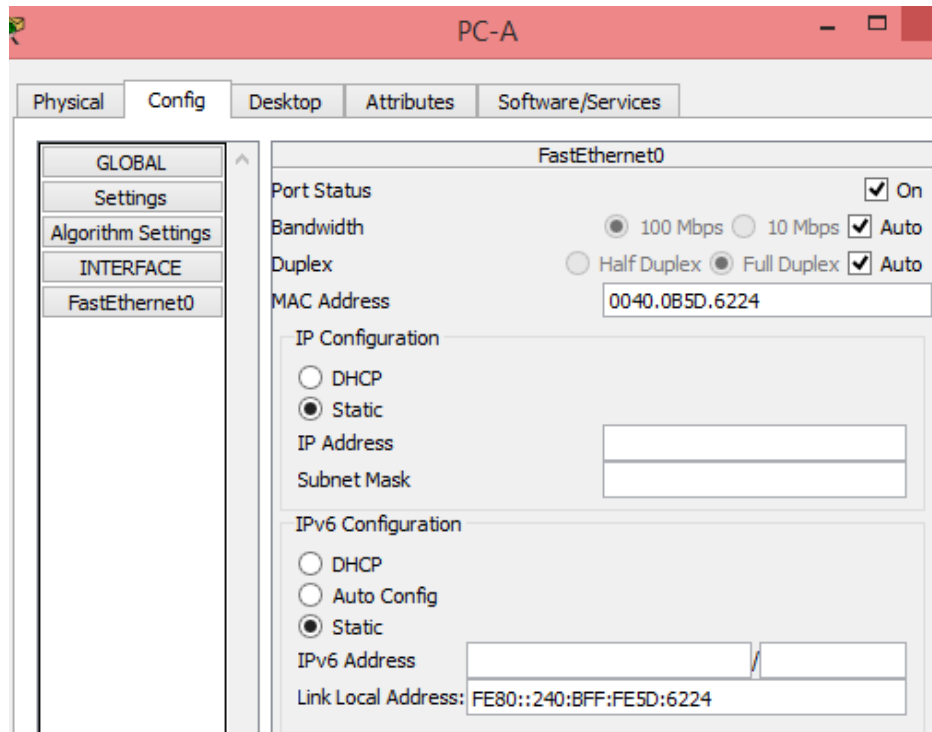 PC-A
Physical Config Desktop Attributes Software/Services
GLOBAL
Settings
Algorithm Settings
INTERFACE
FastEthernet0
FastEthernet0
Port Status On
Bandwidth 100 Mbps 10 Mbps Auto
Duplex Half Duplex Full Duplex Auto
MAC Address 0040.0B5D.6224
IP Configuration
DHCP
Static
IP Address
Subnet Mask
IPv6 Configuration
DHCP
Auto Config
Static
IPv6 Address /
Link Local Address: FE80::240:BFF:FE5D:6224